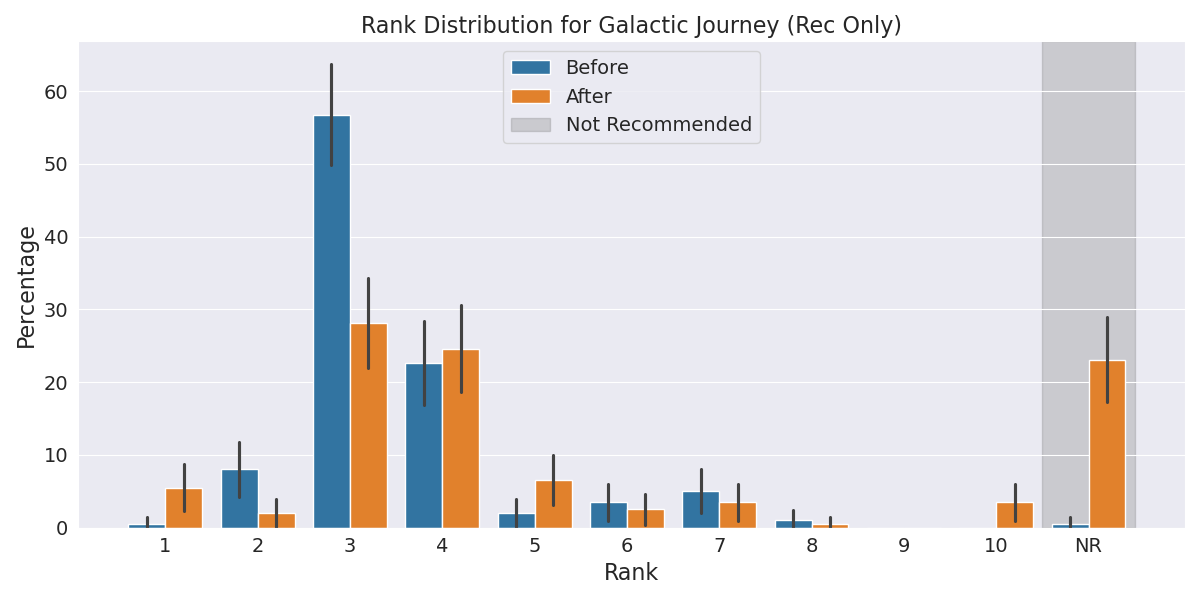 Rank Distribution for Galactic Journey (Rec Only)
Before
After
Not Recommended
Percentage
60
50
40
30
20
10
0
1 2 3 4 5 6 7 8 9 10 NR
Rank